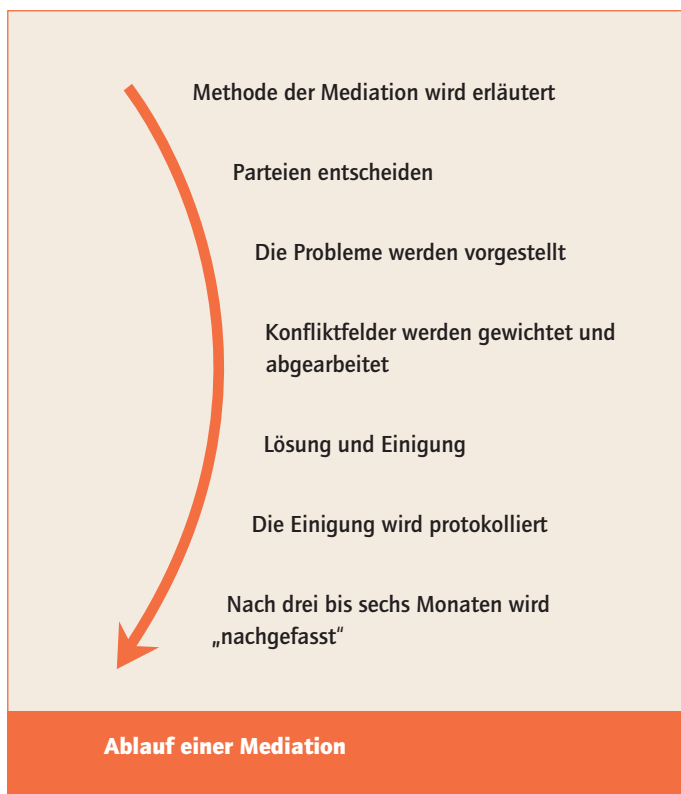 Methode der Mediation wird erläutert
Parteien entscheiden
Die Probleme werden vorgestellt
Konfliktfelder werden gewichtet und
abgearbeitet
Lösung und Einigung
Die Einigung wird protokolliert
Nach drei bis sechs Monaten wird
„nachgefasst“
Ablauf einer Mediation